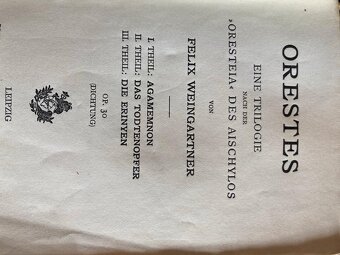 ORESTES
EINE TRILOGIE
NACH DER
»ORESTEIA« DES AISCHYLOS
VON
FELIX WEINGARTNER
I. THEIL: AGAMEMNON
II. THEIL: DAS TODTENOPFER
III. THEIL: DIE ERINYEN
OP. 30
(DICHTUNG)
LEIPZIG